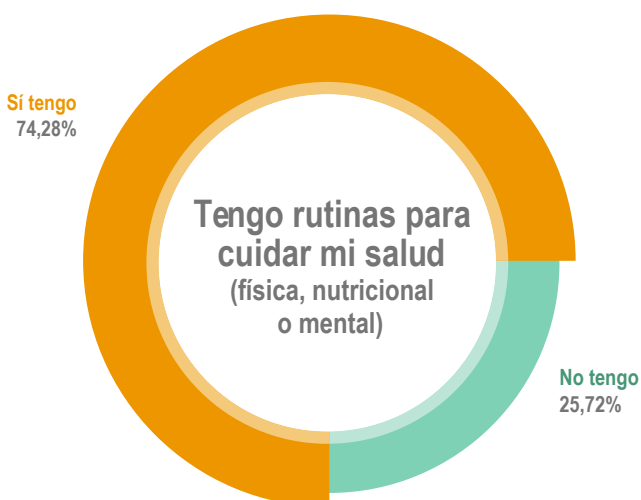 Sí tengo
74,28%
Tengo rutinas para
cuidar mi salud
(física, nutricional
o mental)
No tengo
25,72%